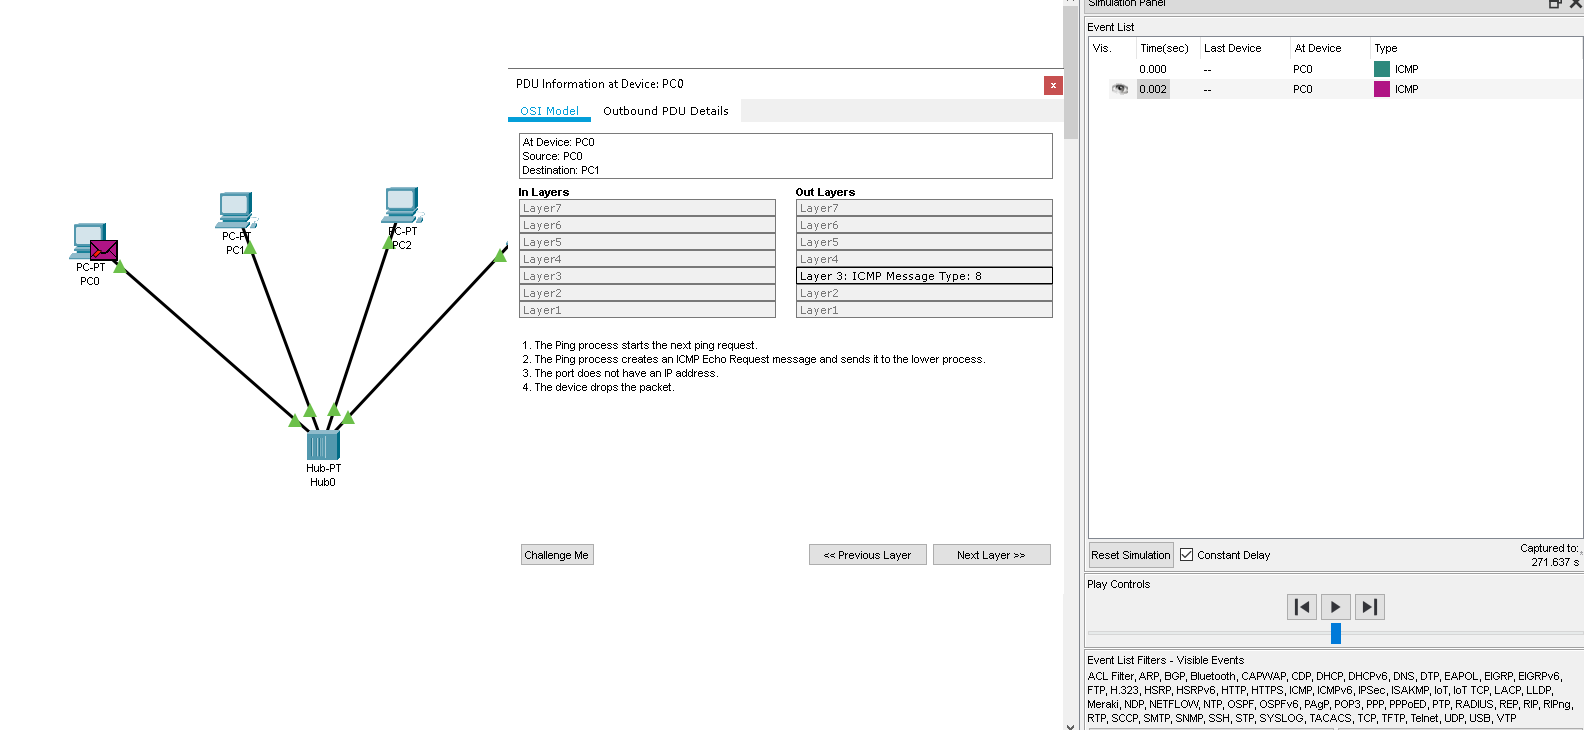 Simulation Panel
Event List
Vis. Time(sec) Last Device At Device Type
0.000 -- PC0 ICMP
0.002 -- PC0 ICMP
PDU Information at Device: PC0
x
OSI Model Outbound PDU Details
At Device: PC0
Source: PC0
Destination: PC1
In Layers Out Layers
Layer7 Layer7
Layer6 Layer6
Layer5 Layer5
Layer4 Layer4
Layer3 Layer 3: ICMP Message Type: 8
Layer2 Layer2
Layer1 Layer1
1. The Ping process starts the next ping request.
2. The Ping process creates an ICMP Echo Request message and sends it to the lower process.
3. The port does not have an IP address.
4. The device drops the packet.
Challenge Me << Previous Layer Next Layer >>
PC-PT
PC0
PC-PT
PC1
PC-PT
PC2
Hub-PT
Hub0
Reset Simulation Constant Delay
Captured to:
271.637 s
Play Controls
Event List Filters - Visible Events
ACL Filter, ARP, BGP, Bluetooth, CAPWAP, CDP, DHCP, DHCPv6, DNS, DTP, EAPOL, EIGRP, EIGRPv6,
FTP, H.323, HSRP, HSRPv6, HTTP, HTTPS, ICMP, ICMPv6, IPSec, ISAKMP, IoT, IoT TCP, LACP, LLDP,
Meraki, NDP, NETFLOW, NTP, OSPF, OSPFv6, PAgP, POP3, PPP, PPPoED, PTP, RADIUS, REP, RIP, RIPng,
RTP, SCCP, SMTP, SNMP, SSH, STP, SYSLOG, TACACS, TCP, TFTP, Telnet, UDP, USB, VTP